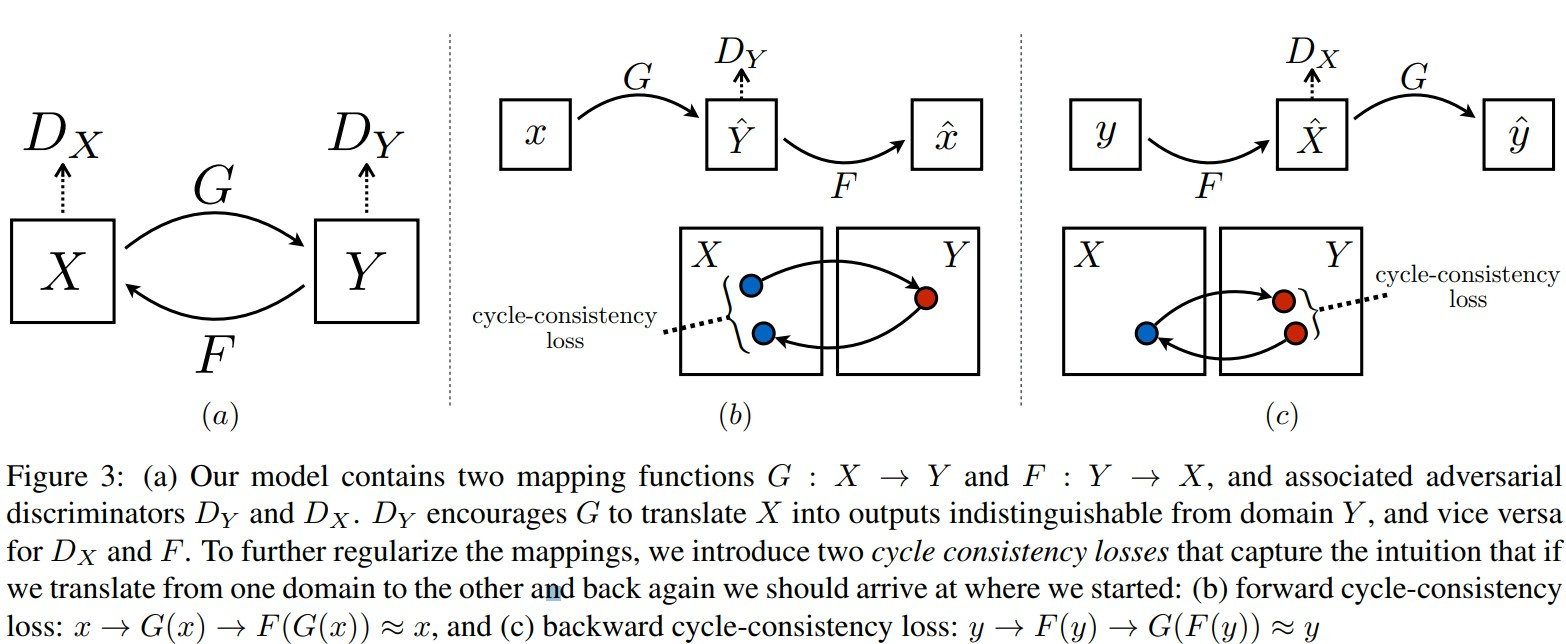 D_X
D_Y
G
X
Y
F
(a)
D_Y
G
x
Ŷ
x̂
F
X
Y
cycle-consistency
loss
(b)
D_X
G
y
X̂
ŷ
F
X
Y
cycle-consistency
loss
(c)
Figure 3: (a) Our model contains two mapping functions G : X → Y and F : Y → X, and associated adversarial
discriminators D_Y and D_X. D_Y encourages G to translate X into outputs indistinguishable from domain Y, and vice versa
for D_X and F. To further regularize the mappings, we introduce two cycle consistency losses that capture the intuition that if
we translate from one domain to the other and back again we should arrive at where we started: (b) forward cycle-consistency
loss: x → G(x) → F(G(x)) ≈ x, and (c) backward cycle-consistency loss: y → F(y) → G(F(y)) ≈ y